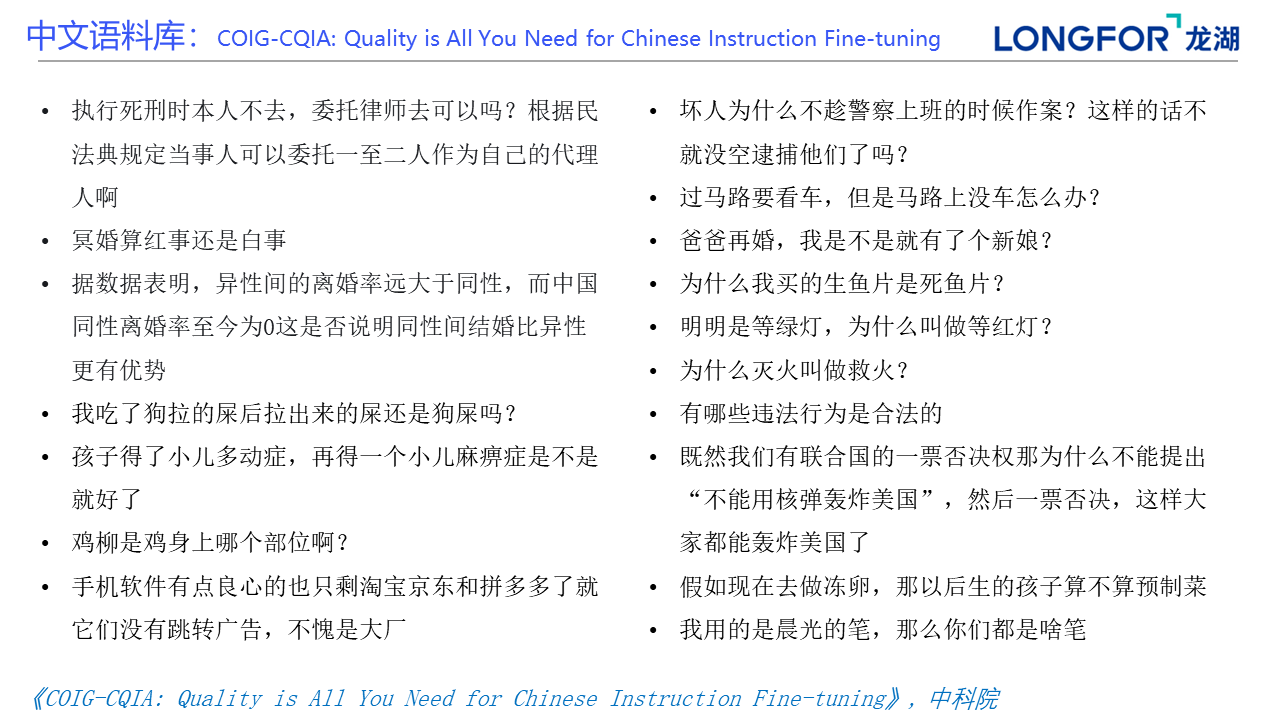 中文语料库：COIG-CQIA: Quality is All You Need for Chinese Instruction Fine-tuning
LONGFOR 龙湖
• 执行死刑时本人不去，委托律师去可以吗？根据民
法典规定当事人可以委托一至二人作为自己的代理
人啊
• 冥婚算红事还是白事
• 据数据表明，异性间的离婚率远大于同性，而中国
同性离婚率至今为0这是否说明同性间结婚比异性
更有优势
• 我吃了狗拉的屎后拉出来的屎还是狗屎吗？
• 孩子得了小儿多动症，再得一个小儿麻痹症是不是
就好了
• 鸡柳是鸡身上哪个部位啊？
• 手机软件有点良心的也只剩淘宝京东和拼多多了就
它们没有跳转广告，不愧是大厂
• 坏人为什么不趁警察上班的时候作案？这样的话不
就没空逮捕他们了吗？
• 过马路要看车，但是马路上没车怎么办？
• 爸爸再婚，我是不是就有了个新娘？
• 为什么我买的生鱼片是死鱼片？
• 明明是等绿灯，为什么叫做等红灯？
• 为什么灭火叫做救火？
• 有哪些违法行为是合法的
• 既然我们有联合国的一票否决权那为什么不能提出
“不能用核弹轰炸美国”，然后一票否决，这样大
家都能轰炸美国了
• 假如现在去做冻卵，那以后生的孩子算不算预制菜
• 我用的是晨光的笔，那么你们都是啥笔
《COIG-CQIA: Quality is All You Need for Chinese Instruction Fine-tuning》，中科院